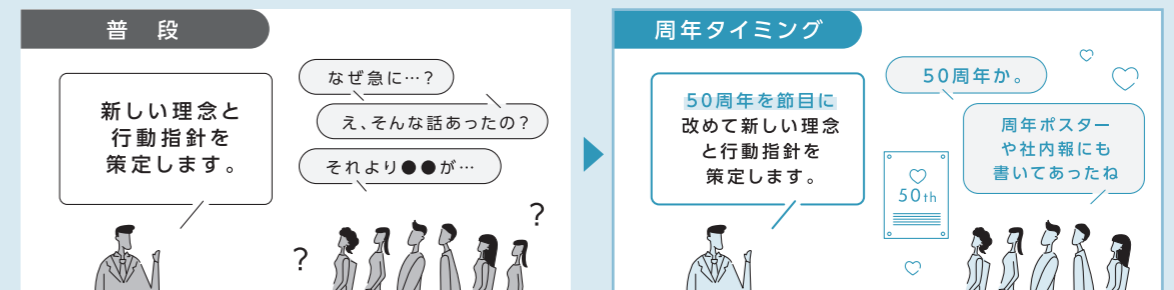 普 段
新しい理念と
行動指針を
策定します。
なぜ急に…？
え、そんな話あったの？
それより●●が…
?
?
周年タイミング
50周年を節目に
改めて新しい理念
と行動指針を
策定します。
50周年か。
周年ポスター
や社内報にも
書いてあったね
50th